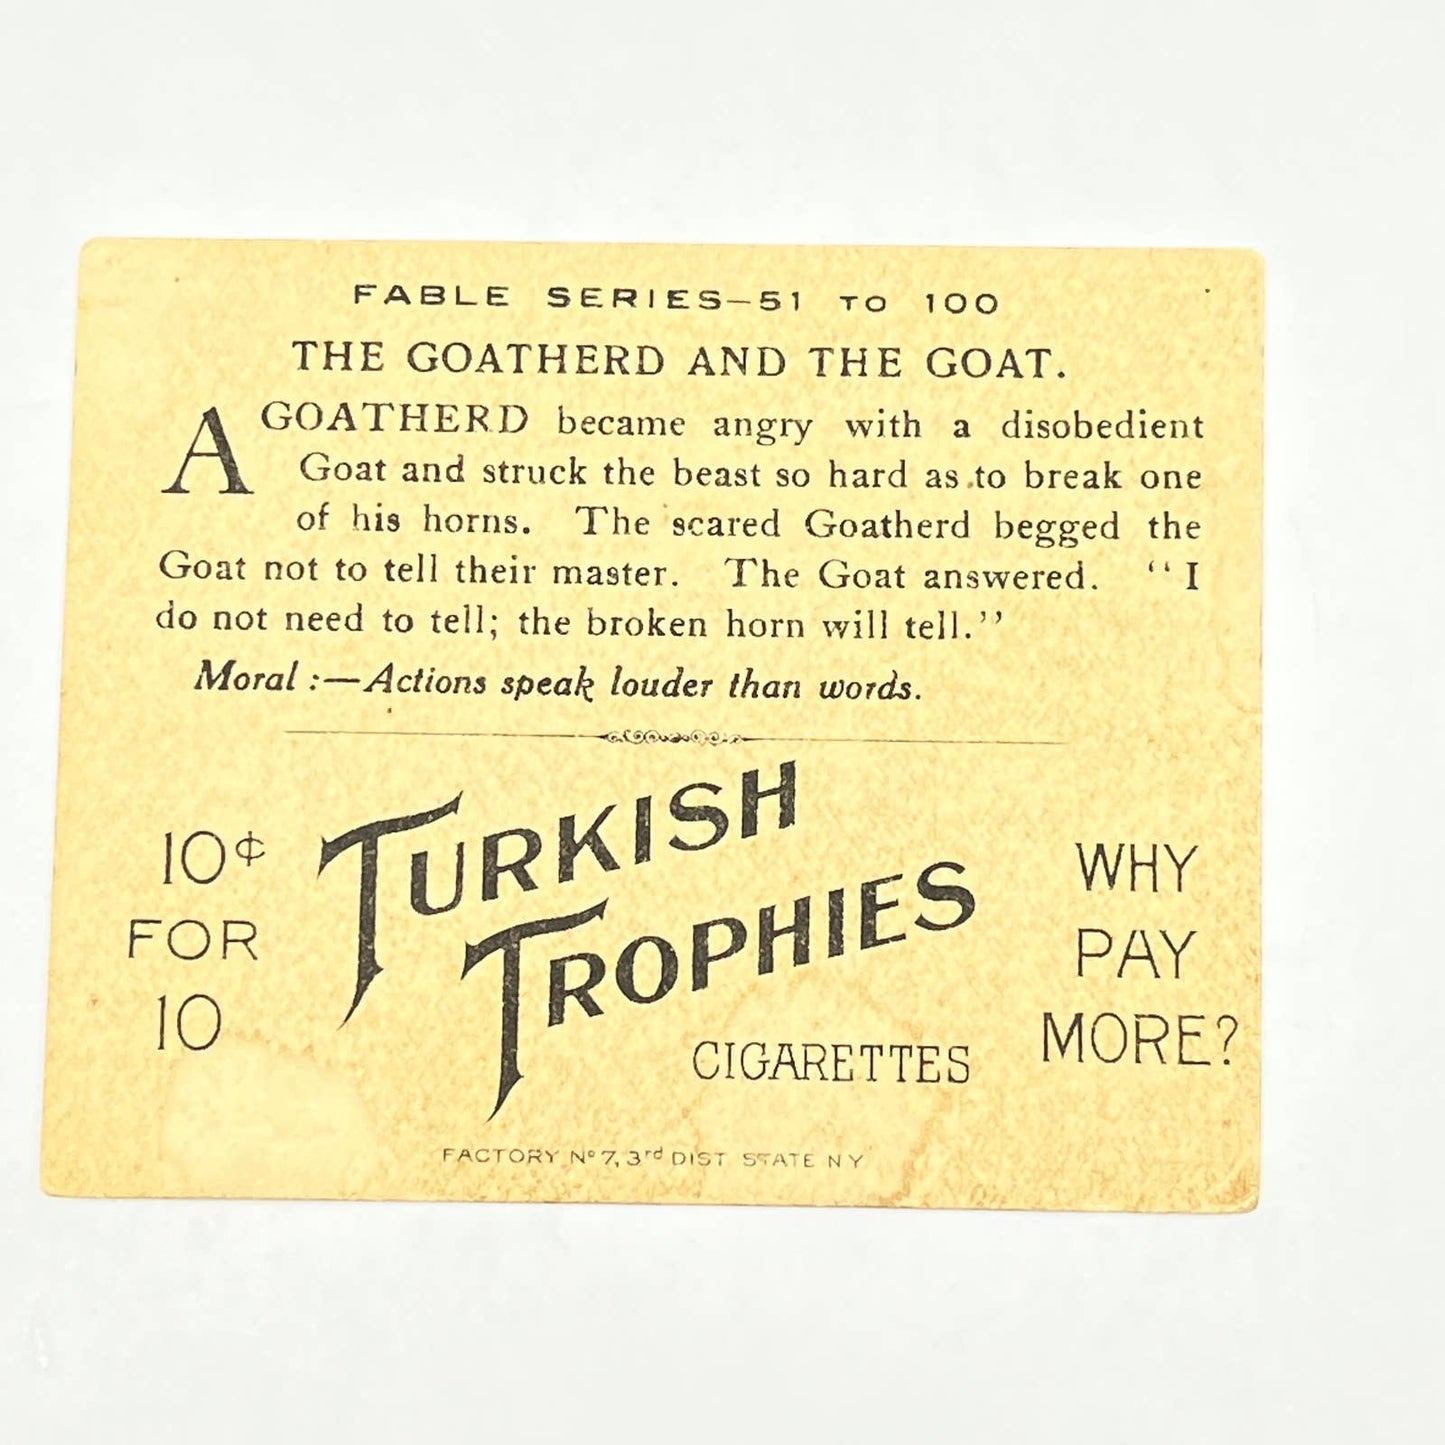 FABLE SERIES—51 TO 100
THE GOATHERD AND THE GOAT.
A GOATHERD became angry with a disobedient
Goat and struck the beast so hard as to break one
of his horns. The scared Goatherd begged the
Goat not to tell their master. The Goat answered. “I
do not need to tell; the broken horn will tell.”
Moral:—Actions speak louder than words.
10¢
FOR
10
TURKISH
TROPHIES
CIGARETTES
WHY
PAY
MORE?
FACTORY Nº 7, 3rd DIST STATE NY